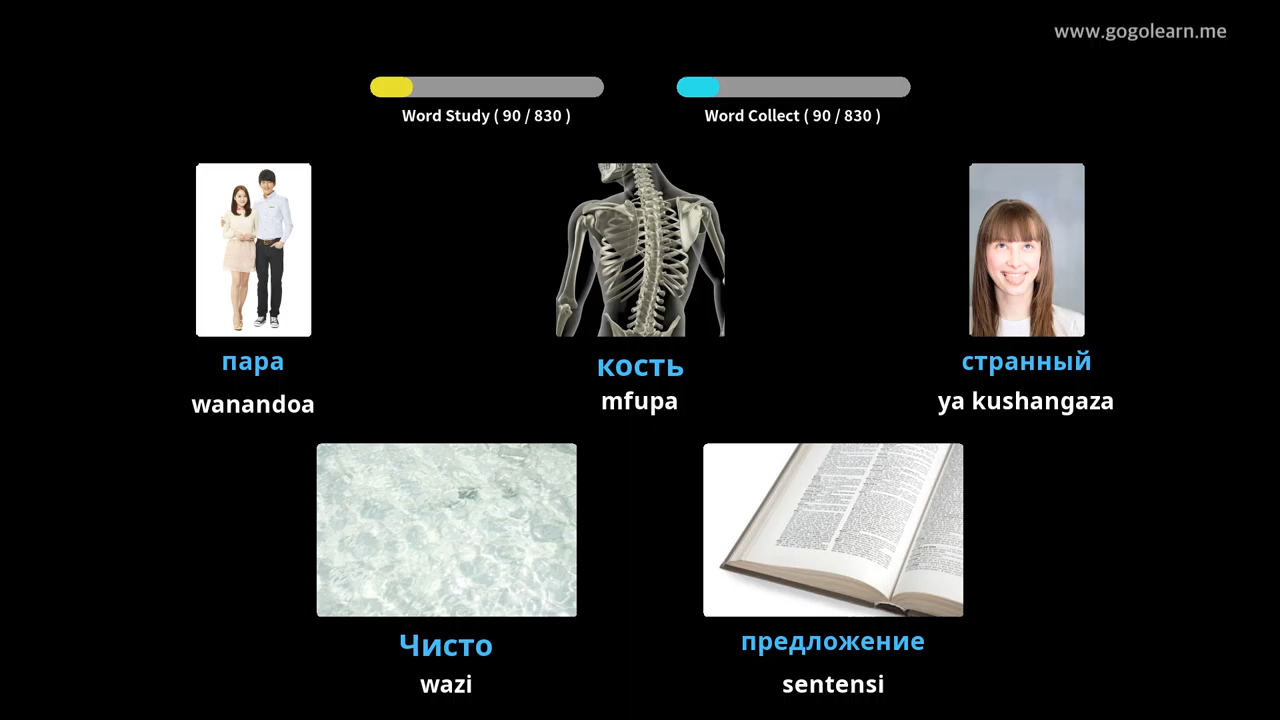 www.gogolearn.me
Word Study ( 90 / 830 )
Word Collect ( 90 / 830 )
пара
wanandoa
кость
mfupa
странный
ya kushangaza
Чисто
wazi
предложение
sentensi